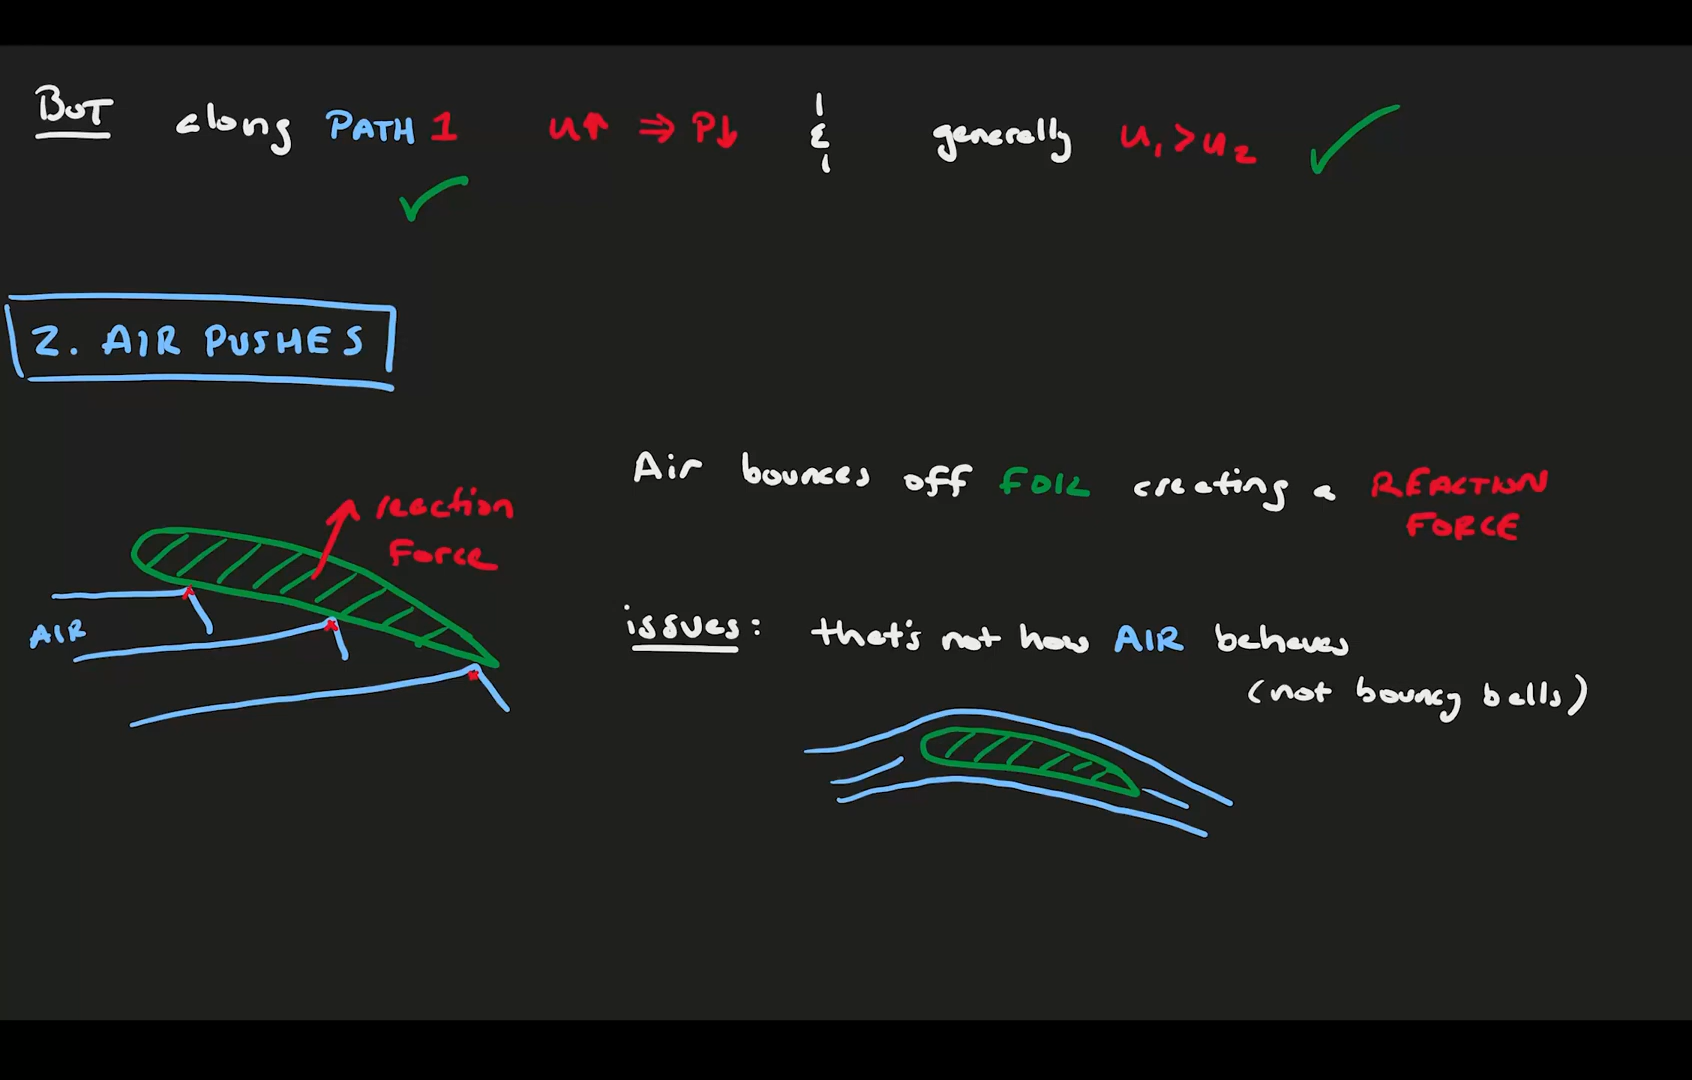 BUT along PATH 1 u↑ ⇒ P↓ & generally u₁ > u₂ ✓
✓
2. AIR PUSHES
Air bounces off FOIL creating a REACTION
FORCE
reaction
Force
AIR
issues: that's not how AIR behaves
(not bouncy balls)